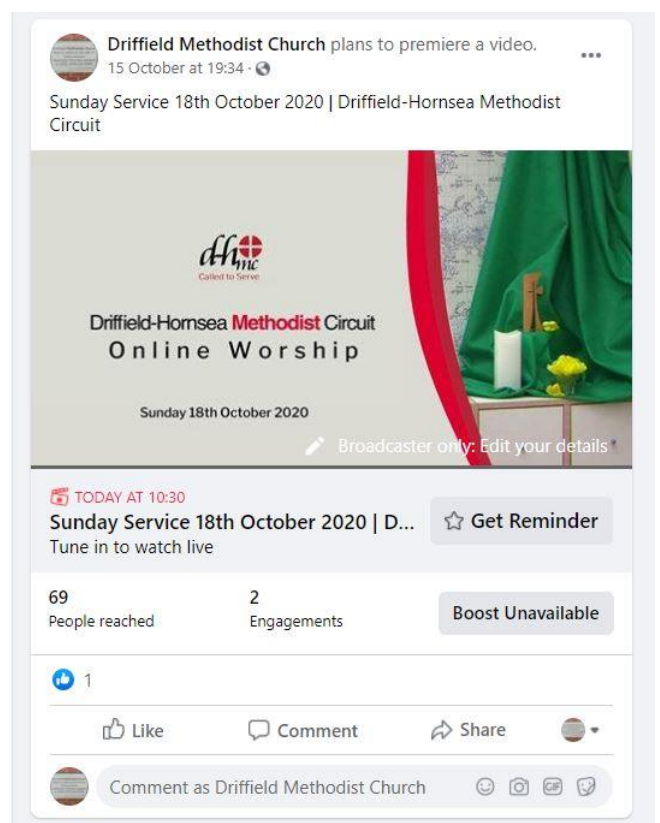 Driffield Methodist Church plans to premiere a video.
15 October at 19:34 ·
Sunday Service 18th October 2020 | Driffield-Hornsea Methodist
Circuit
dhmc
Called to Serve
Driffield-Hornsea Methodist Circuit
Online Worship
Sunday 18th October 2020
Broadcaster only: Edit your details
TODAY AT 10:30
Sunday Service 18th October 2020 | D...
Tune in to watch live
Get Reminder
69
People reached
2
Engagements
Boost Unavailable
1
Like
Comment
Share
Comment as Driffield Methodist Church
GIF